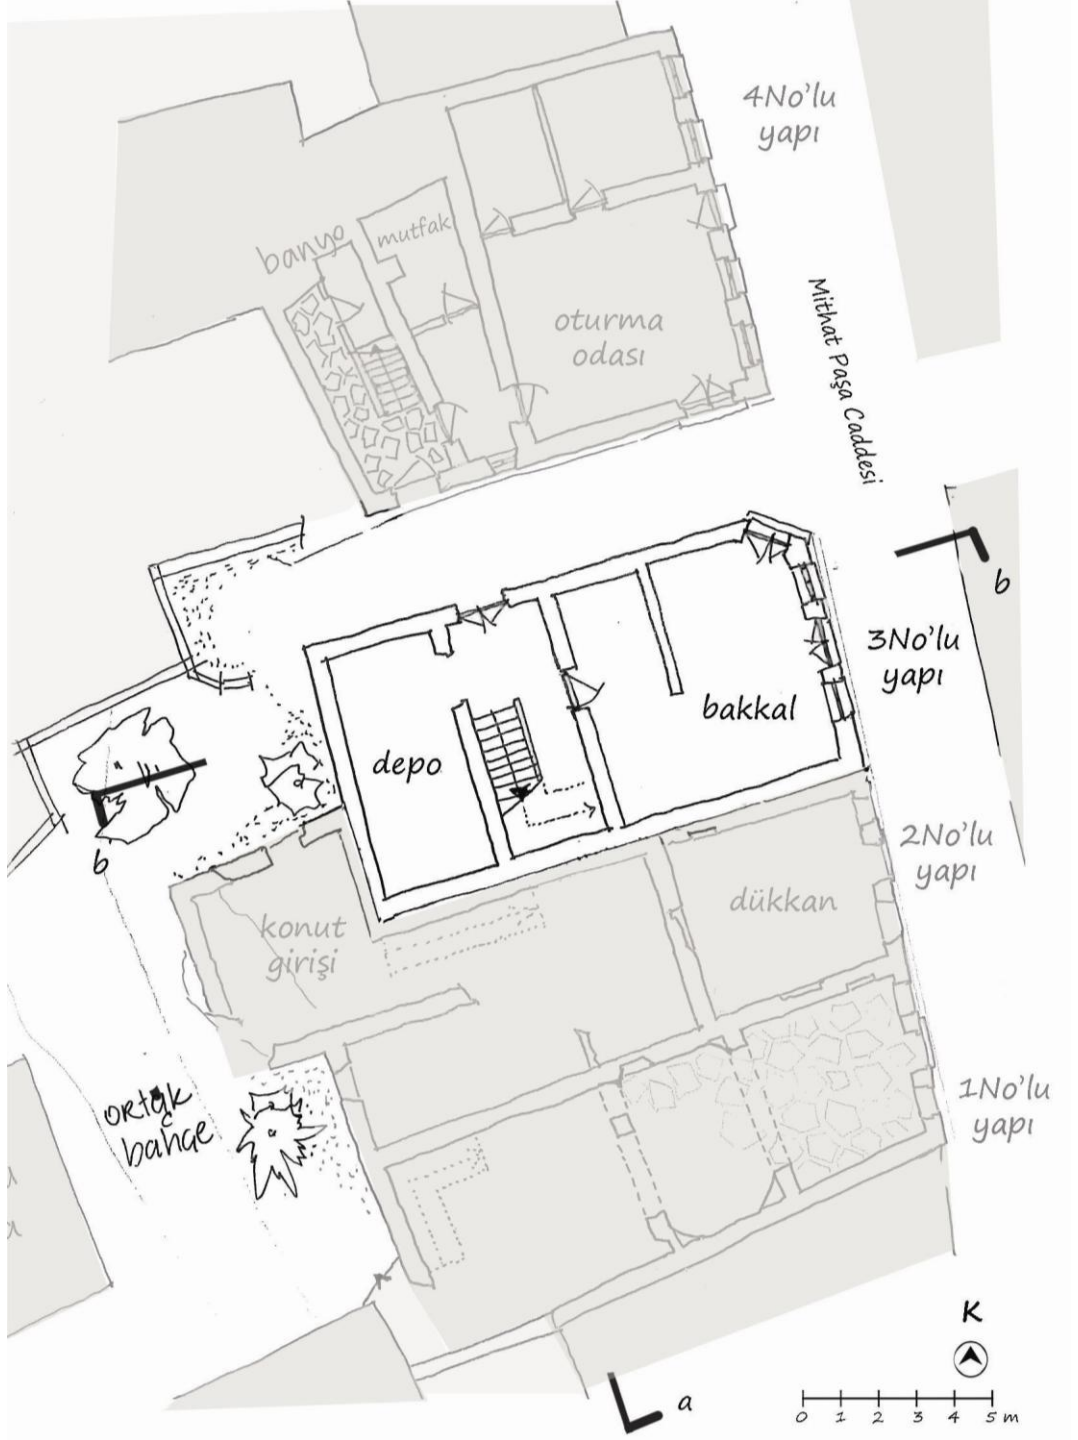 4No'lu
yapı
banyo
mutfak
oturma
odası
Mithat Paşa Caddesi
b
3No'lu
yapı
bakkal
depo
b
2No'lu
yapı
dükkan
konut
girişi
ortak
bahçe
1No'lu
yapı
K
a
0 1 2 3 4 5 m